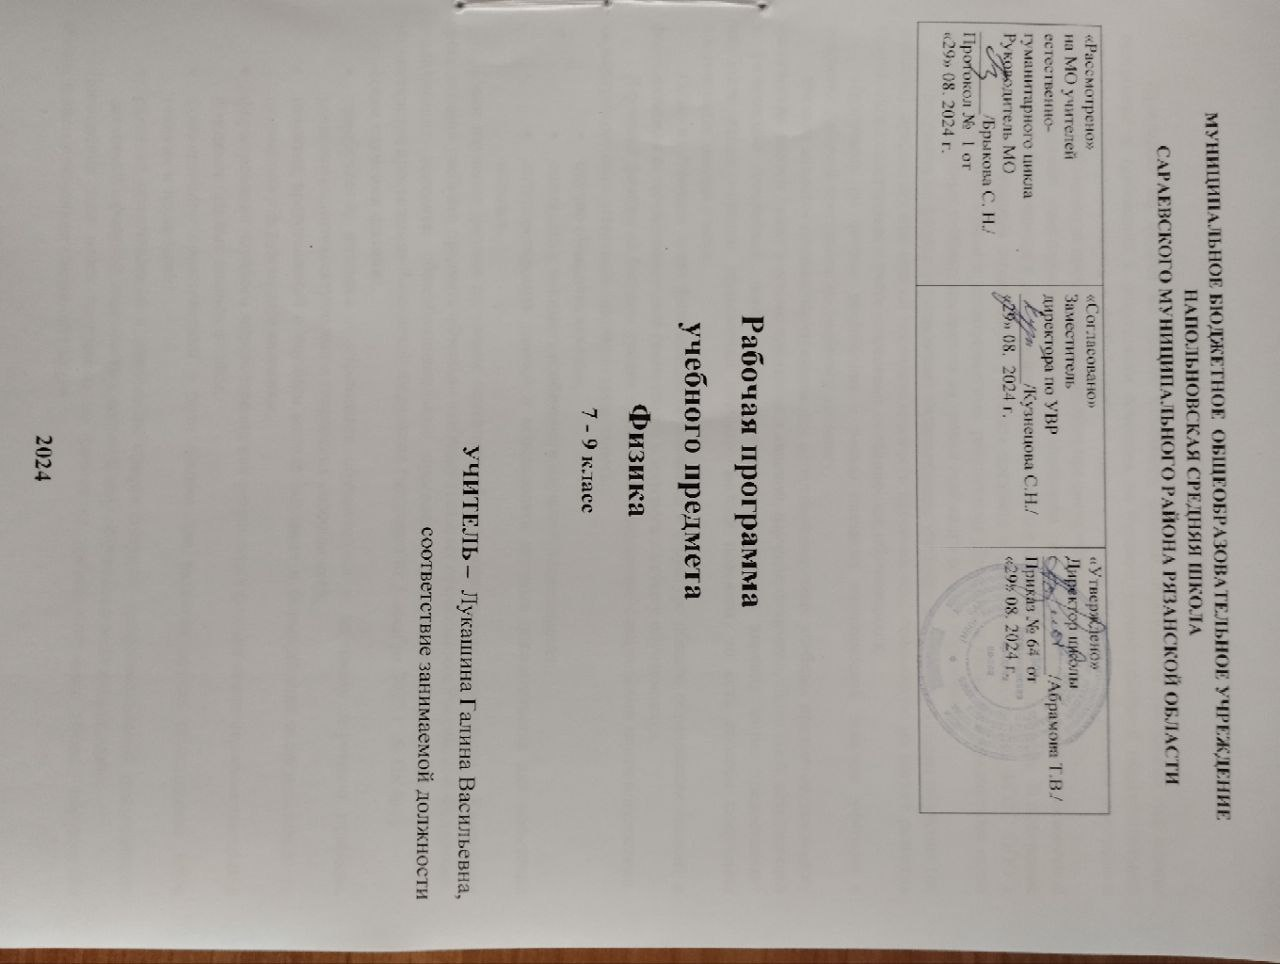 МУНИЦИПАЛЬНОЕ БЮДЖЕТНОЕ ОБЩЕОБРАЗОВАТЕЛЬНОЕ УЧРЕЖДЕНИЕ
НАПОЛЬНОВСКАЯ СРЕДНЯЯ ШКОЛА
САРАЕВСКОГО МУНИЦИПАЛЬНОГО РАЙОНА РЯЗАНСКОЙ ОБЛАСТИ
«Рассмотрено»
на МО учителей
естественно-
гуманитарного цикла
Руководитель МО
/Брыкова С. Н./
Протокол № 1 от
«29» 08. 2024 г.
«Согласовано»
Заместитель
директора по УВР
/Кузнецова С.Н./
«29» 08. 2024 г.
«Утверждено»
Директор школы
/Абрамова Т.В./
Приказ № 64 от
«29» 08. 2024 г.
Рабочая программа
учебного предмета
Физика
7 - 9 класс
УЧИТЕЛЬ – Лукашина Галина Васильевна,
соответствие занимаемой должности
2024